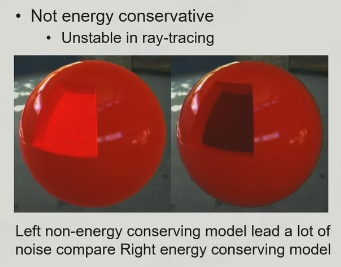 • Not energy conservative
• Unstable in ray-tracing
Left non-energy conserving model lead a lot of
noise compare Right energy conserving model